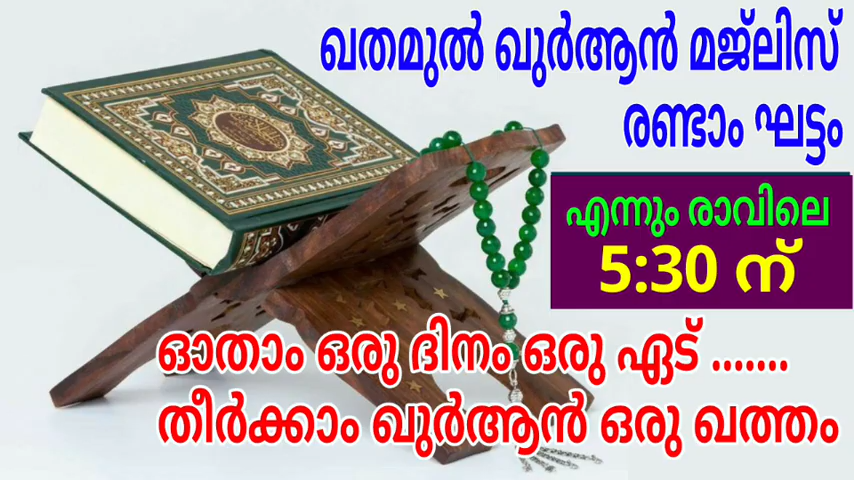 ഖതമുൽ ഖുർആൻ മജ്ലിസ്
രണ്ടാം ഘട്ടം
എന്നും രാവിലെ
5:30 ന്
ഓതാം ഒരു ദിനം ഒരു ഏട് .......
തീർക്കാം ഖുർആൻ ഒരു ഖത്തം